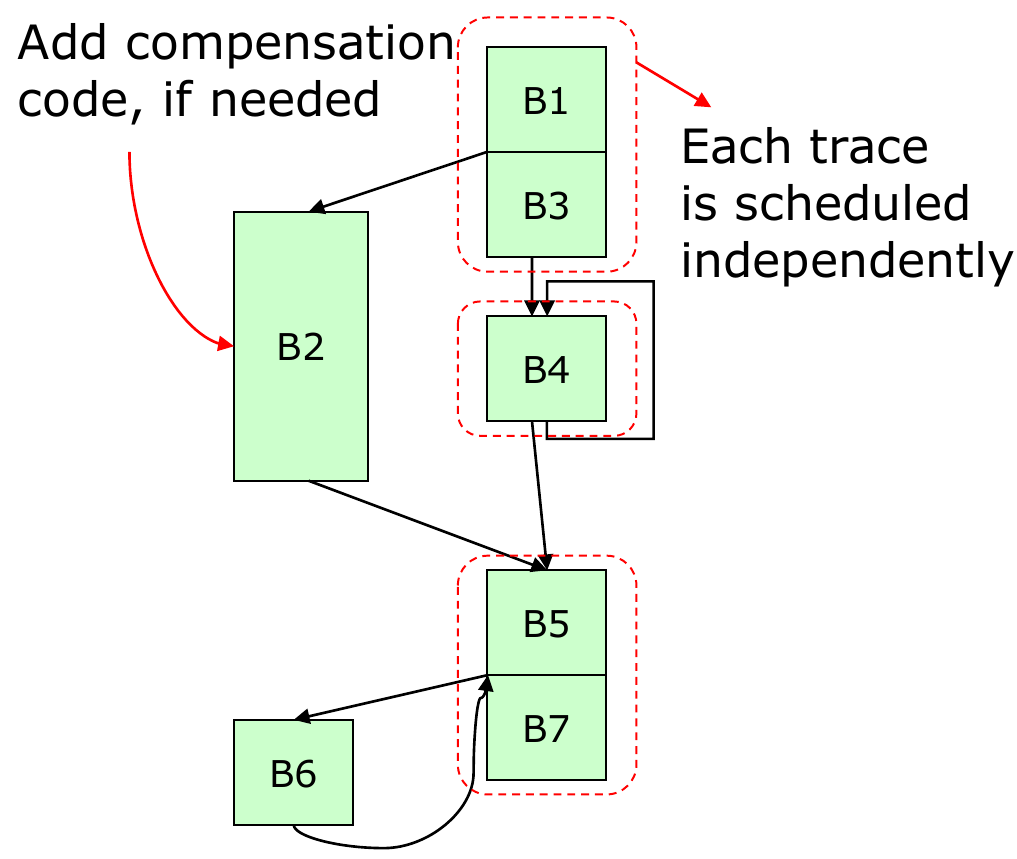 Add compensation
code, if needed
B1
Each trace
is scheduled
independently
B3
B2
B4
B5
B7
B6